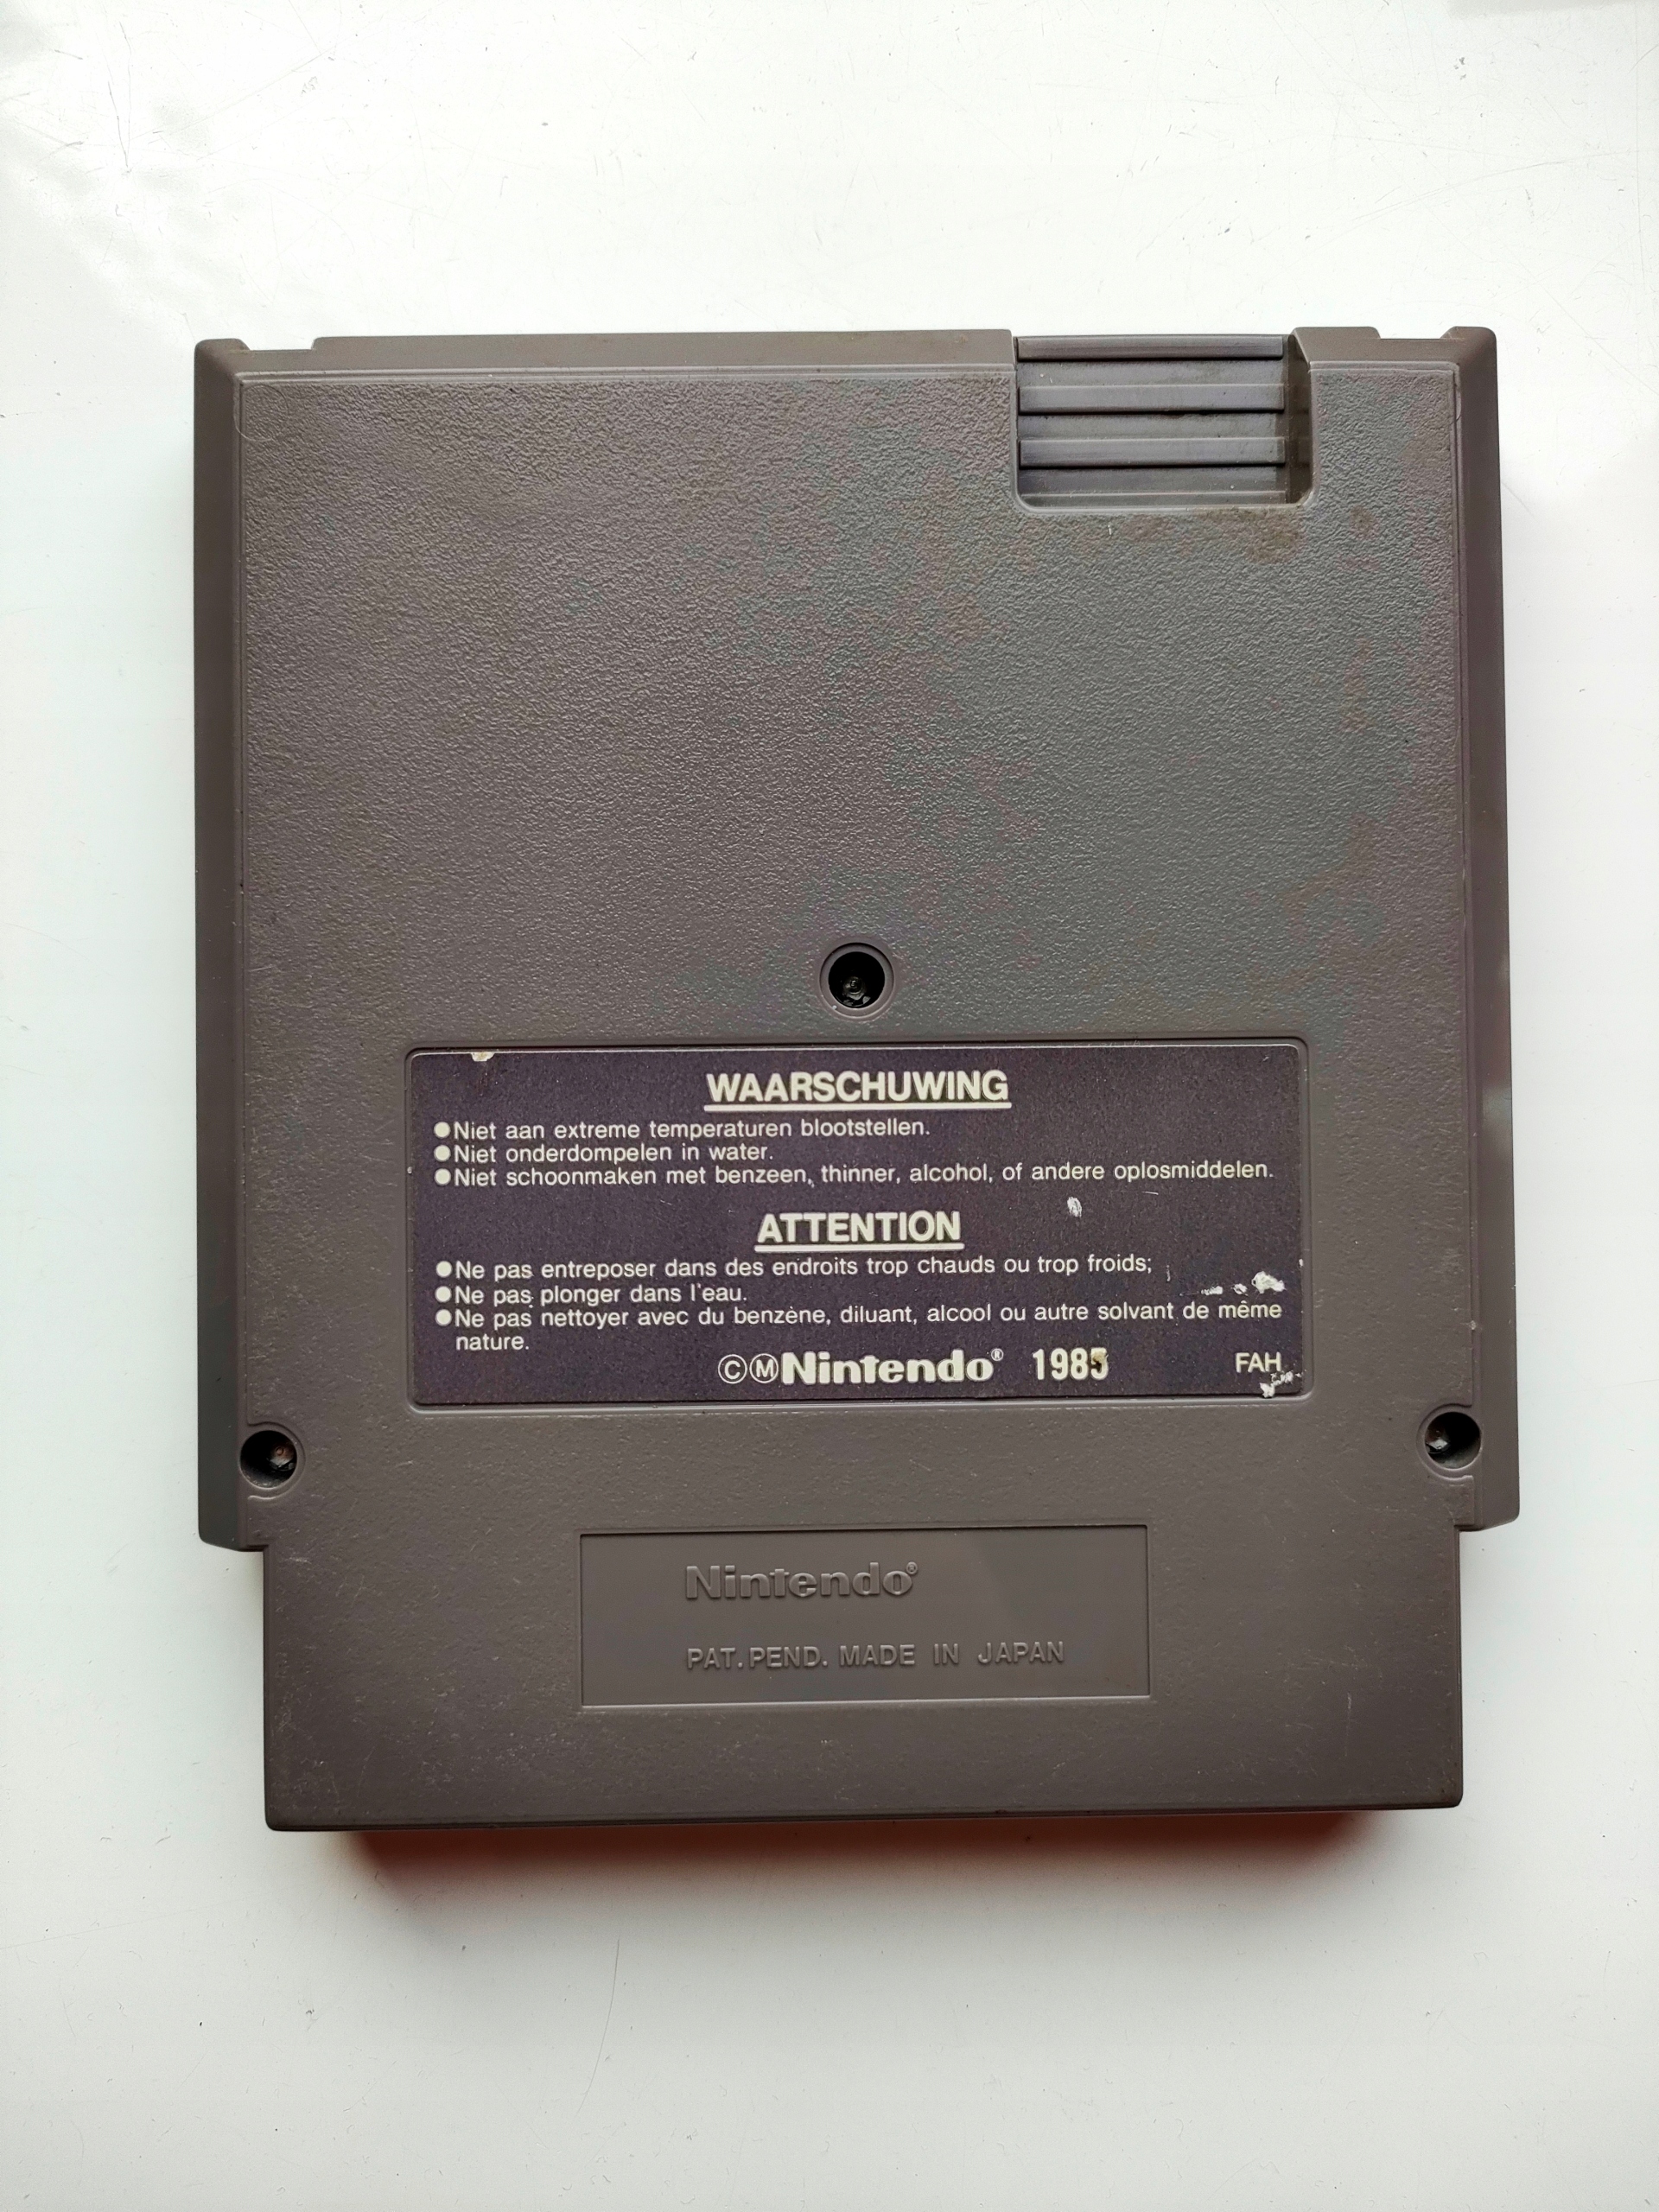 WAARSCHUWING
●Niet aan extreme temperaturen blootstellen.
●Niet onderdompelen in water.
●Niet schoonmaken met benzeen, thinner, alcohol, of andere oplosmiddelen.
ATTENTION
●Ne pas entreposer dans des endroits trop chauds ou trop froids;
●Ne pas plonger dans l'eau.
●Ne pas nettoyer avec du benzène, diluant, alcool ou autre solvant de même
nature.
©ⓂNintendo® 1985 FAH
Nintendo®
PAT. PEND. MADE IN JAPAN